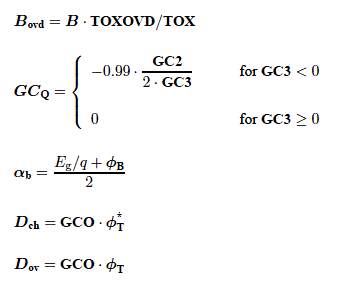 B_ovd = B · TOXOVD/TOX
GC_Q = { −0.99 · GC2 / (2 · GC3) for GC3 < 0
0 for GC3 ≥ 0
α_b = (E_g/q + ϕ_B) / 2
D_ch = GCO · ϕ_T^*
D_ov = GCO · ϕ_T